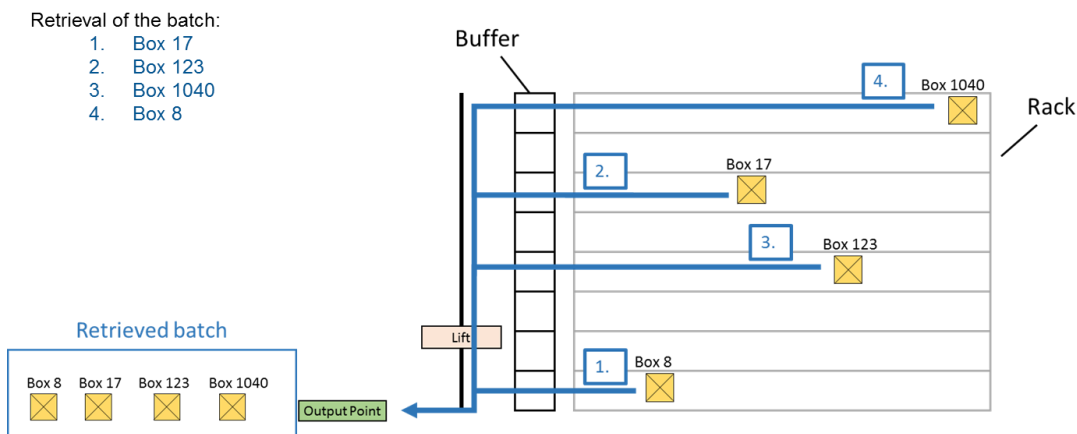 Retrieval of the batch:
1. Box 17
2. Box 123
3. Box 1040
4. Box 8
Buffer
4.
Box 1040
Rack
2.
Box 17
3.
Box 123
Lift
Retrieved batch
1.
Box 8
Box 8 Box 17 Box 123 Box 1040
Output Point